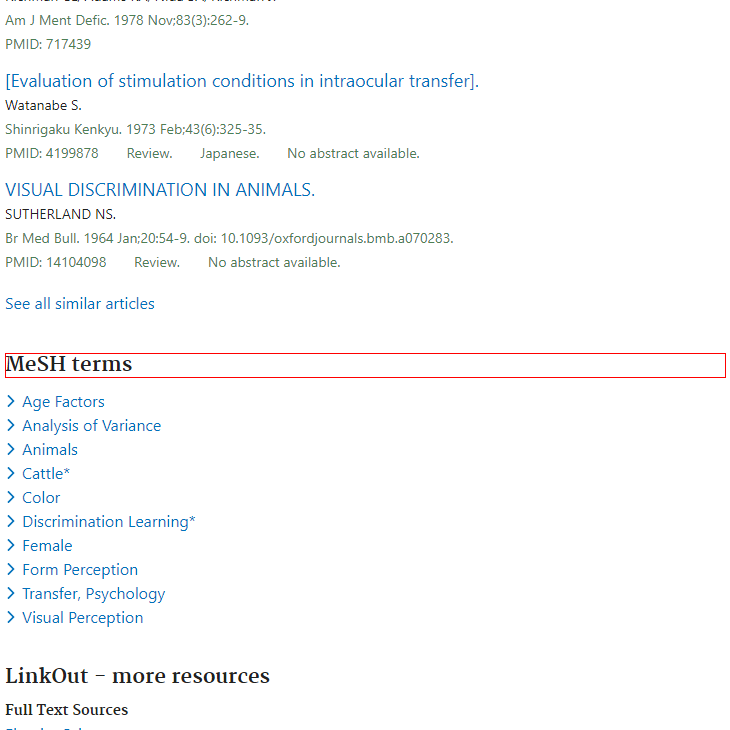 Am J Ment Defic. 1978 Nov;83(3):262-9.
PMID: 717439
[Evaluation of stimulation conditions in intraocular transfer].
Watanabe S.
Shinrigaku Kenkyu. 1973 Feb;43(6):325-35.
PMID: 4199878 Review. Japanese. No abstract available.
VISUAL DISCRIMINATION IN ANIMALS.
SUTHERLAND NS.
Br Med Bull. 1964 Jan;20:54-9. doi: 10.1093/oxfordjournals.bmb.a070283.
PMID: 14104098 Review. No abstract available.
See all similar articles
MeSH terms
Age Factors
Analysis of Variance
Animals
Cattle*
Color
Discrimination Learning*
Female
Form Perception
Transfer, Psychology
Visual Perception
LinkOut - more resources
Full Text Sources